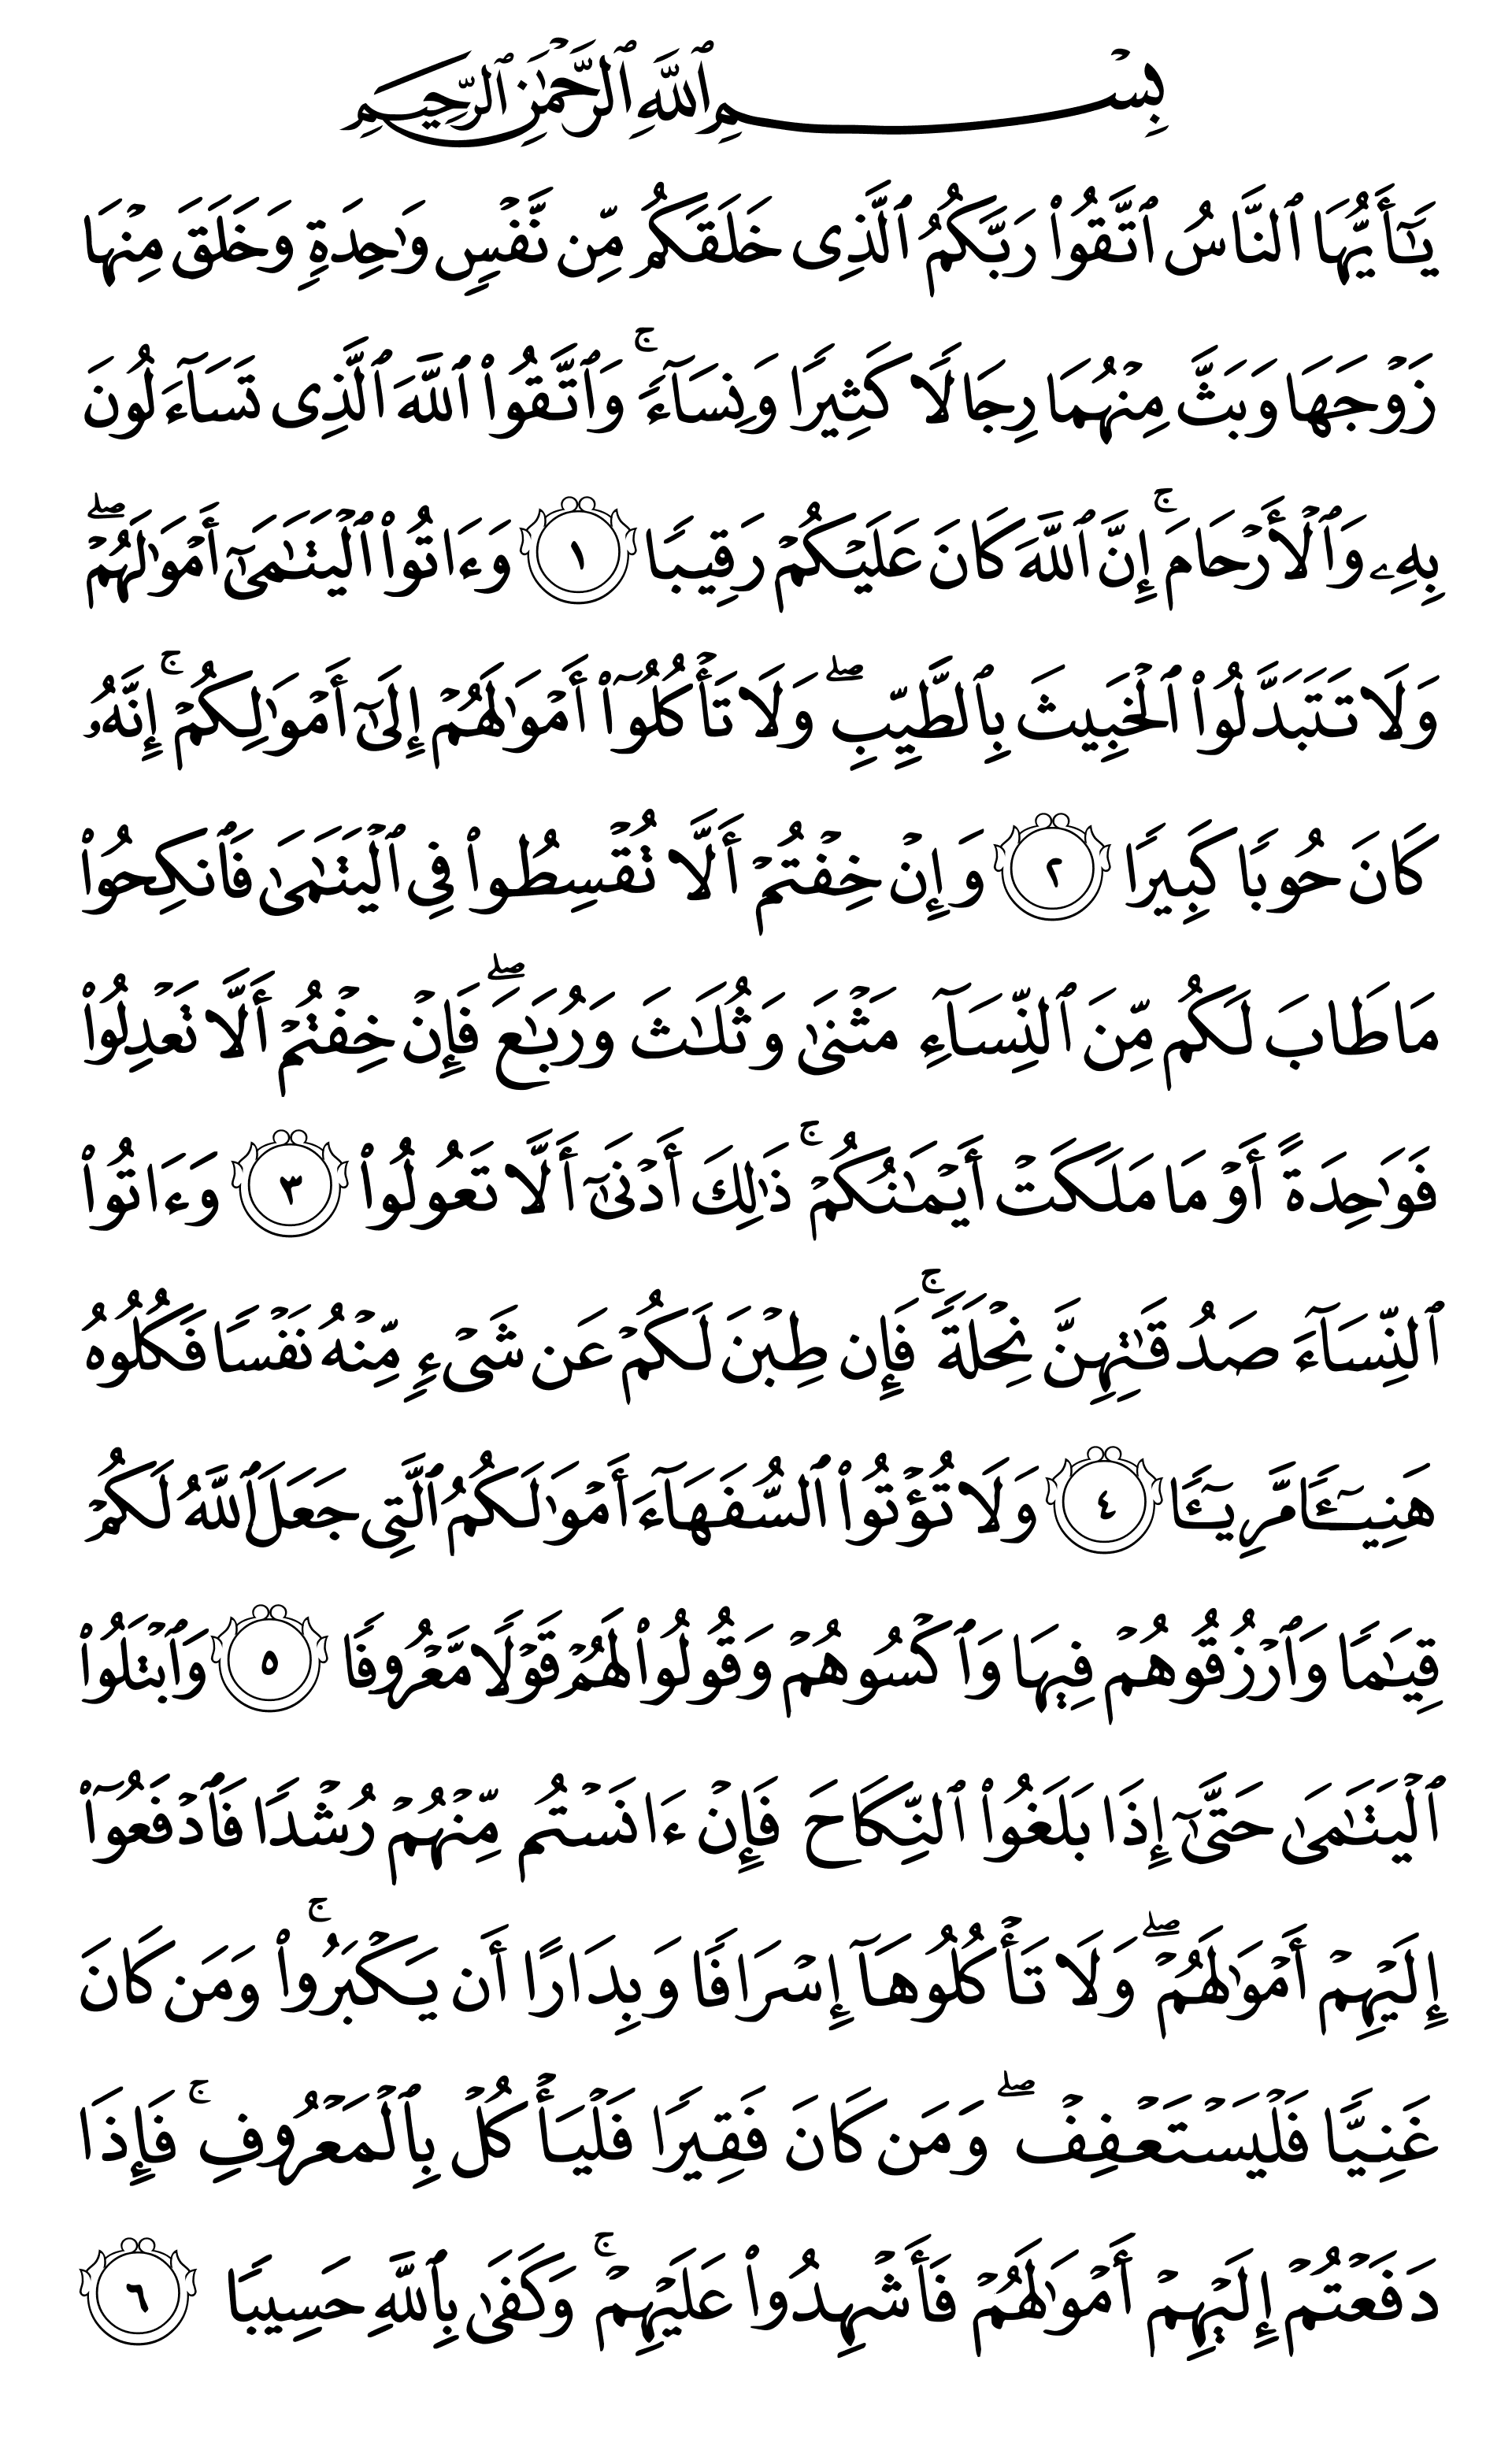 بِسْمِ ٱللَّهِ ٱلرَّحْمَٰنِ ٱلرَّحِيمِ
يَٰٓأَيُّهَا ٱلنَّاسُ ٱتَّقُوا۟ رَبَّكُمُ ٱلَّذِى خَلَقَكُم مِّن نَّفْسٍ وَٰحِدَةٍ وَخَلَقَ مِنْهَا
زَوْجَهَا وَبَثَّ مِنْهُمَا رِجَالًا كَثِيرًا وَنِسَآءً ۚ وَٱتَّقُوا۟ ٱللَّهَ ٱلَّذِى تَسَآءَلُونَ
بِهِۦ وَٱلْأَرْحَامَ ۚ إِنَّ ٱللَّهَ كَانَ عَلَيْكُمْ رَقِيبًا ١ وَءَاتُوا۟ ٱلْيَتَٰمَىٰٓ أَمْوَٰلَهُمْ ۖ
وَلَا تَتَبَدَّلُوا۟ ٱلْخَبِيثَ بِٱلطَّيِّبِ ۖ وَلَا تَأْكُلُوٓا۟ أَمْوَٰلَهُمْ إِلَىٰٓ أَمْوَٰلِكُمْ ۚ إِنَّهُۥ
كَانَ حُوبًا كَبِيرًا ٢ وَإِنْ خِفْتُمْ أَلَّا تُقْسِطُوا۟ فِى ٱلْيَتَٰمَىٰ فَٱنكِحُوا۟
مَا طَابَ لَكُم مِّنَ ٱلنِّسَآءِ مَثْنَىٰ وَثُلَٰثَ وَرُبَٰعَ ۖ فَإِنْ خِفْتُمْ أَلَّا تَعْدِلُوا۟
فَوَٰحِدَةً أَوْ مَا مَلَكَتْ أَيْمَٰنُكُمْ ۚ ذَٰلِكَ أَدْنَىٰٓ أَلَّا تَعُولُوا۟ ٣ وَءَاتُوا۟
ٱلنِّسَآءَ صَدُقَٰتِهِنَّ نِحْلَةً ۚ فَإِن طِبْنَ لَكُمْ عَن شَىْءٍ مِّنْهُ نَفْسًا فَكُلُوهُ
هَنِيٓـًٔا مَّرِيٓـًٔا ٤ وَلَا تُؤْتُوا۟ ٱلسُّفَهَآءَ أَمْوَٰلَكُمُ ٱلَّتِى جَعَلَ ٱللَّهُ لَكُمْ
قِيَٰمًا وَٱرْزُقُوهُمْ فِيهَا وَٱكْسُوهُمْ وَقُولُوا۟ لَهُمْ قَوْلًا مَّعْرُوفًا ٥ وَٱبْتَلُوا۟
ٱلْيَتَٰمَىٰ حَتَّىٰٓ إِذَا بَلَغُوا۟ ٱلنِّكَاحَ فَإِنْ ءَانَسْتُم مِّنْهُمْ رُشْدًا فَٱدْفَعُوٓا۟
إِلَيْهِمْ أَمْوَٰلَهُمْ ۖ وَلَا تَأْكُلُوهَآ إِسْرَافًا وَبِدَارًا أَن يَكْبَرُوا۟ ۚ وَمَن كَانَ
غَنِيًّا فَلْيَسْتَعْفِفْ ۖ وَمَن كَانَ فَقِيرًا فَلْيَأْكُلْ بِٱلْمَعْرُوفِ ۚ فَإِذَا
دَفَعْتُمْ إِلَيْهِمْ أَمْوَٰلَهُمْ فَأَشْهِدُوا۟ عَلَيْهِمْ ۚ وَكَفَىٰ بِٱللَّهِ حَسِيبًا ٦